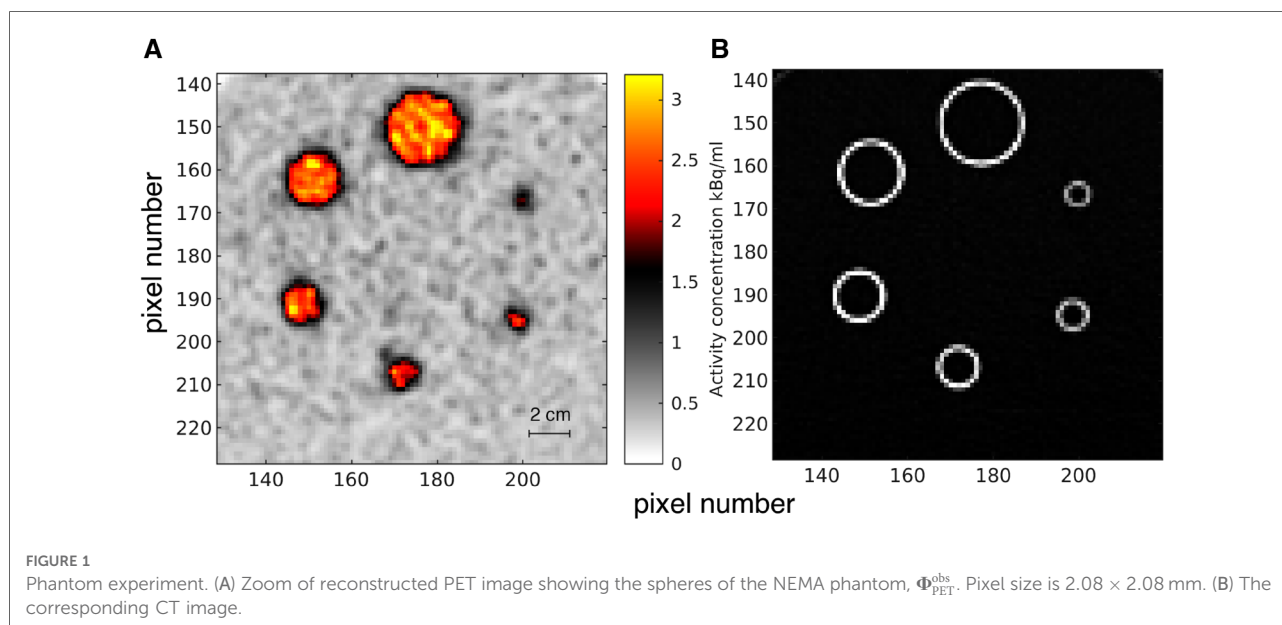 A
B
140
150
160
170
180
190
200
210
220
140 160 180 200
pixel number
2 cm
3
2.5
2
1.5
1
0.5
0
Activity concentration kBq/ml
140
150
160
170
180
190
200
210
220
140 160 180 200
pixel number
FIGURE 1
Phantom experiment. (A) Zoom of reconstructed PET image showing the spheres of the NEMA phantom, Φ^obs_PET. Pixel size is 2.08 × 2.08 mm. (B) The
corresponding CT image.